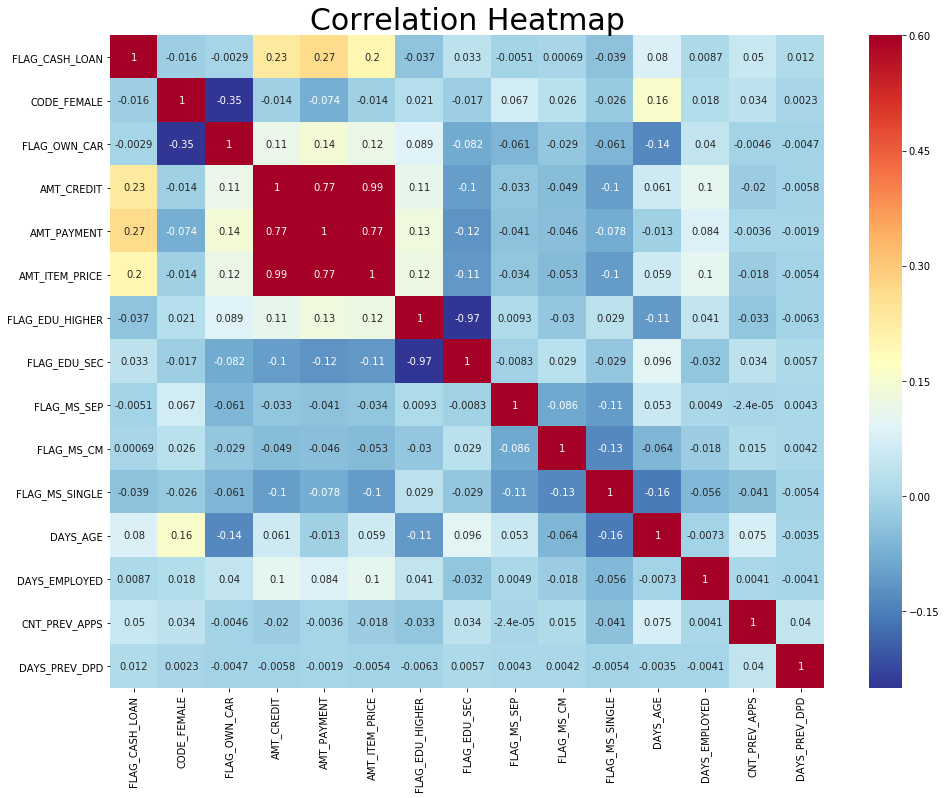 Correlation Heatmap
FLAG_CASH_LOAN 1 -0.016 -0.0029 0.23 0.27 0.2 -0.037 0.033 -0.0051 0.00069 -0.039 0.08 0.0087 0.05 0.012
CODE_FEMALE -0.016 1 -0.35 -0.014 -0.074 -0.014 0.021 -0.017 0.067 0.026 -0.026 0.16 0.018 0.034 0.0023
FLAG_OWN_CAR -0.0029 -0.35 1 0.11 0.14 0.12 0.089 -0.082 -0.061 -0.029 -0.061 -0.14 0.04 -0.0046 -0.0047
AMT_CREDIT 0.23 -0.014 0.11 1 0.77 0.99 0.11 -0.1 -0.033 -0.049 -0.1 0.061 0.1 -0.02 -0.0058
AMT_PAYMENT 0.27 -0.074 0.14 0.77 1 0.77 0.13 -0.12 -0.041 -0.046 -0.078 -0.013 0.084 -0.0036 -0.0019
AMT_ITEM_PRICE 0.2 -0.014 0.12 0.99 0.77 1 0.12 -0.11 -0.034 -0.053 -0.1 0.059 0.1 -0.018 -0.0054
FLAG_EDU_HIGHER -0.037 0.021 0.089 0.11 0.13 0.12 1 -0.97 0.0093 -0.03 0.029 -0.11 0.041 -0.033 -0.0063
FLAG_EDU_SEC 0.033 -0.017 -0.082 -0.1 -0.12 -0.11 -0.97 1 -0.0083 0.029 -0.029 0.096 -0.032 0.034 0.0057
FLAG_MS_SEP -0.0051 0.067 -0.061 -0.033 -0.041 -0.034 0.0093 -0.0083 1 -0.086 -0.11 0.053 0.0049 -2.4e-05 0.0043
FLAG_MS_CM 0.00069 0.026 -0.029 -0.049 -0.046 -0.053 -0.03 0.029 -0.086 1 -0.13 -0.064 -0.018 0.015 0.0042
FLAG_MS_SINGLE -0.039 -0.026 -0.061 -0.1 -0.078 -0.1 0.029 -0.029 -0.11 -0.13 1 -0.16 -0.056 -0.041 -0.0054
DAYS_AGE 0.08 0.16 -0.14 0.061 -0.013 0.059 -0.11 0.096 0.053 -0.064 -0.16 1 -0.0073 0.075 -0.0035
DAYS_EMPLOYED 0.0087 0.018 0.04 0.1 0.084 0.1 0.041 -0.032 0.0049 -0.018 -0.056 -0.0073 1 0.0041 -0.0041
CNT_PREV_APPS 0.05 0.034 -0.0046 -0.02 -0.0036 -0.018 -0.033 0.034 -2.4e-05 0.015 -0.041 0.075 0.0041 1 0.04
DAYS_PREV_DPD 0.012 0.0023 -0.0047 -0.0058 -0.0019 -0.0054 -0.0063 0.0057 0.0043 0.0042 -0.0054 -0.0035 -0.0041 0.04 1
FLAG_CASH_LOAN
CODE_FEMALE
FLAG_OWN_CAR
AMT_CREDIT
AMT_PAYMENT
AMT_ITEM_PRICE
FLAG_EDU_HIGHER
FLAG_EDU_SEC
FLAG_MS_SEP
FLAG_MS_CM
FLAG_MS_SINGLE
DAYS_AGE
DAYS_EMPLOYED
CNT_PREV_APPS
DAYS_PREV_DPD
0.60
0.45
0.30
0.15
0.00
-0.15